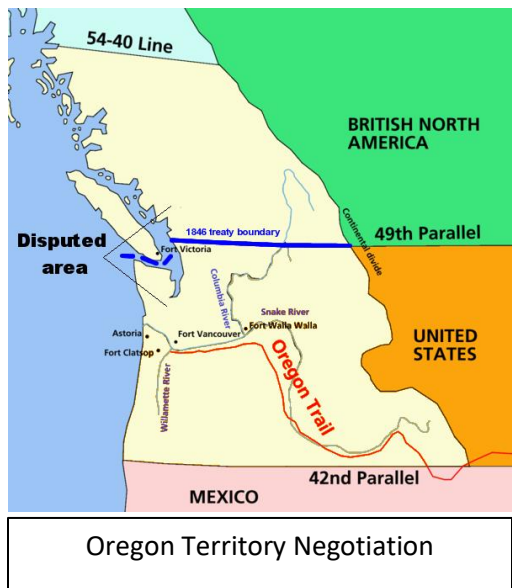 54-40 Line
BRITISH NORTH
AMERICA
1846 treaty boundary
49th Parallel
Continental divide
Disputed
area
Fort Victoria
Columbia River
Snake River
Fort Walla Walla
Astoria
Fort Vancouver
Fort Clatsop
UNITED
STATES
Willamette River
Oregon Trail
42nd Parallel
MEXICO
Oregon Territory Negotiation